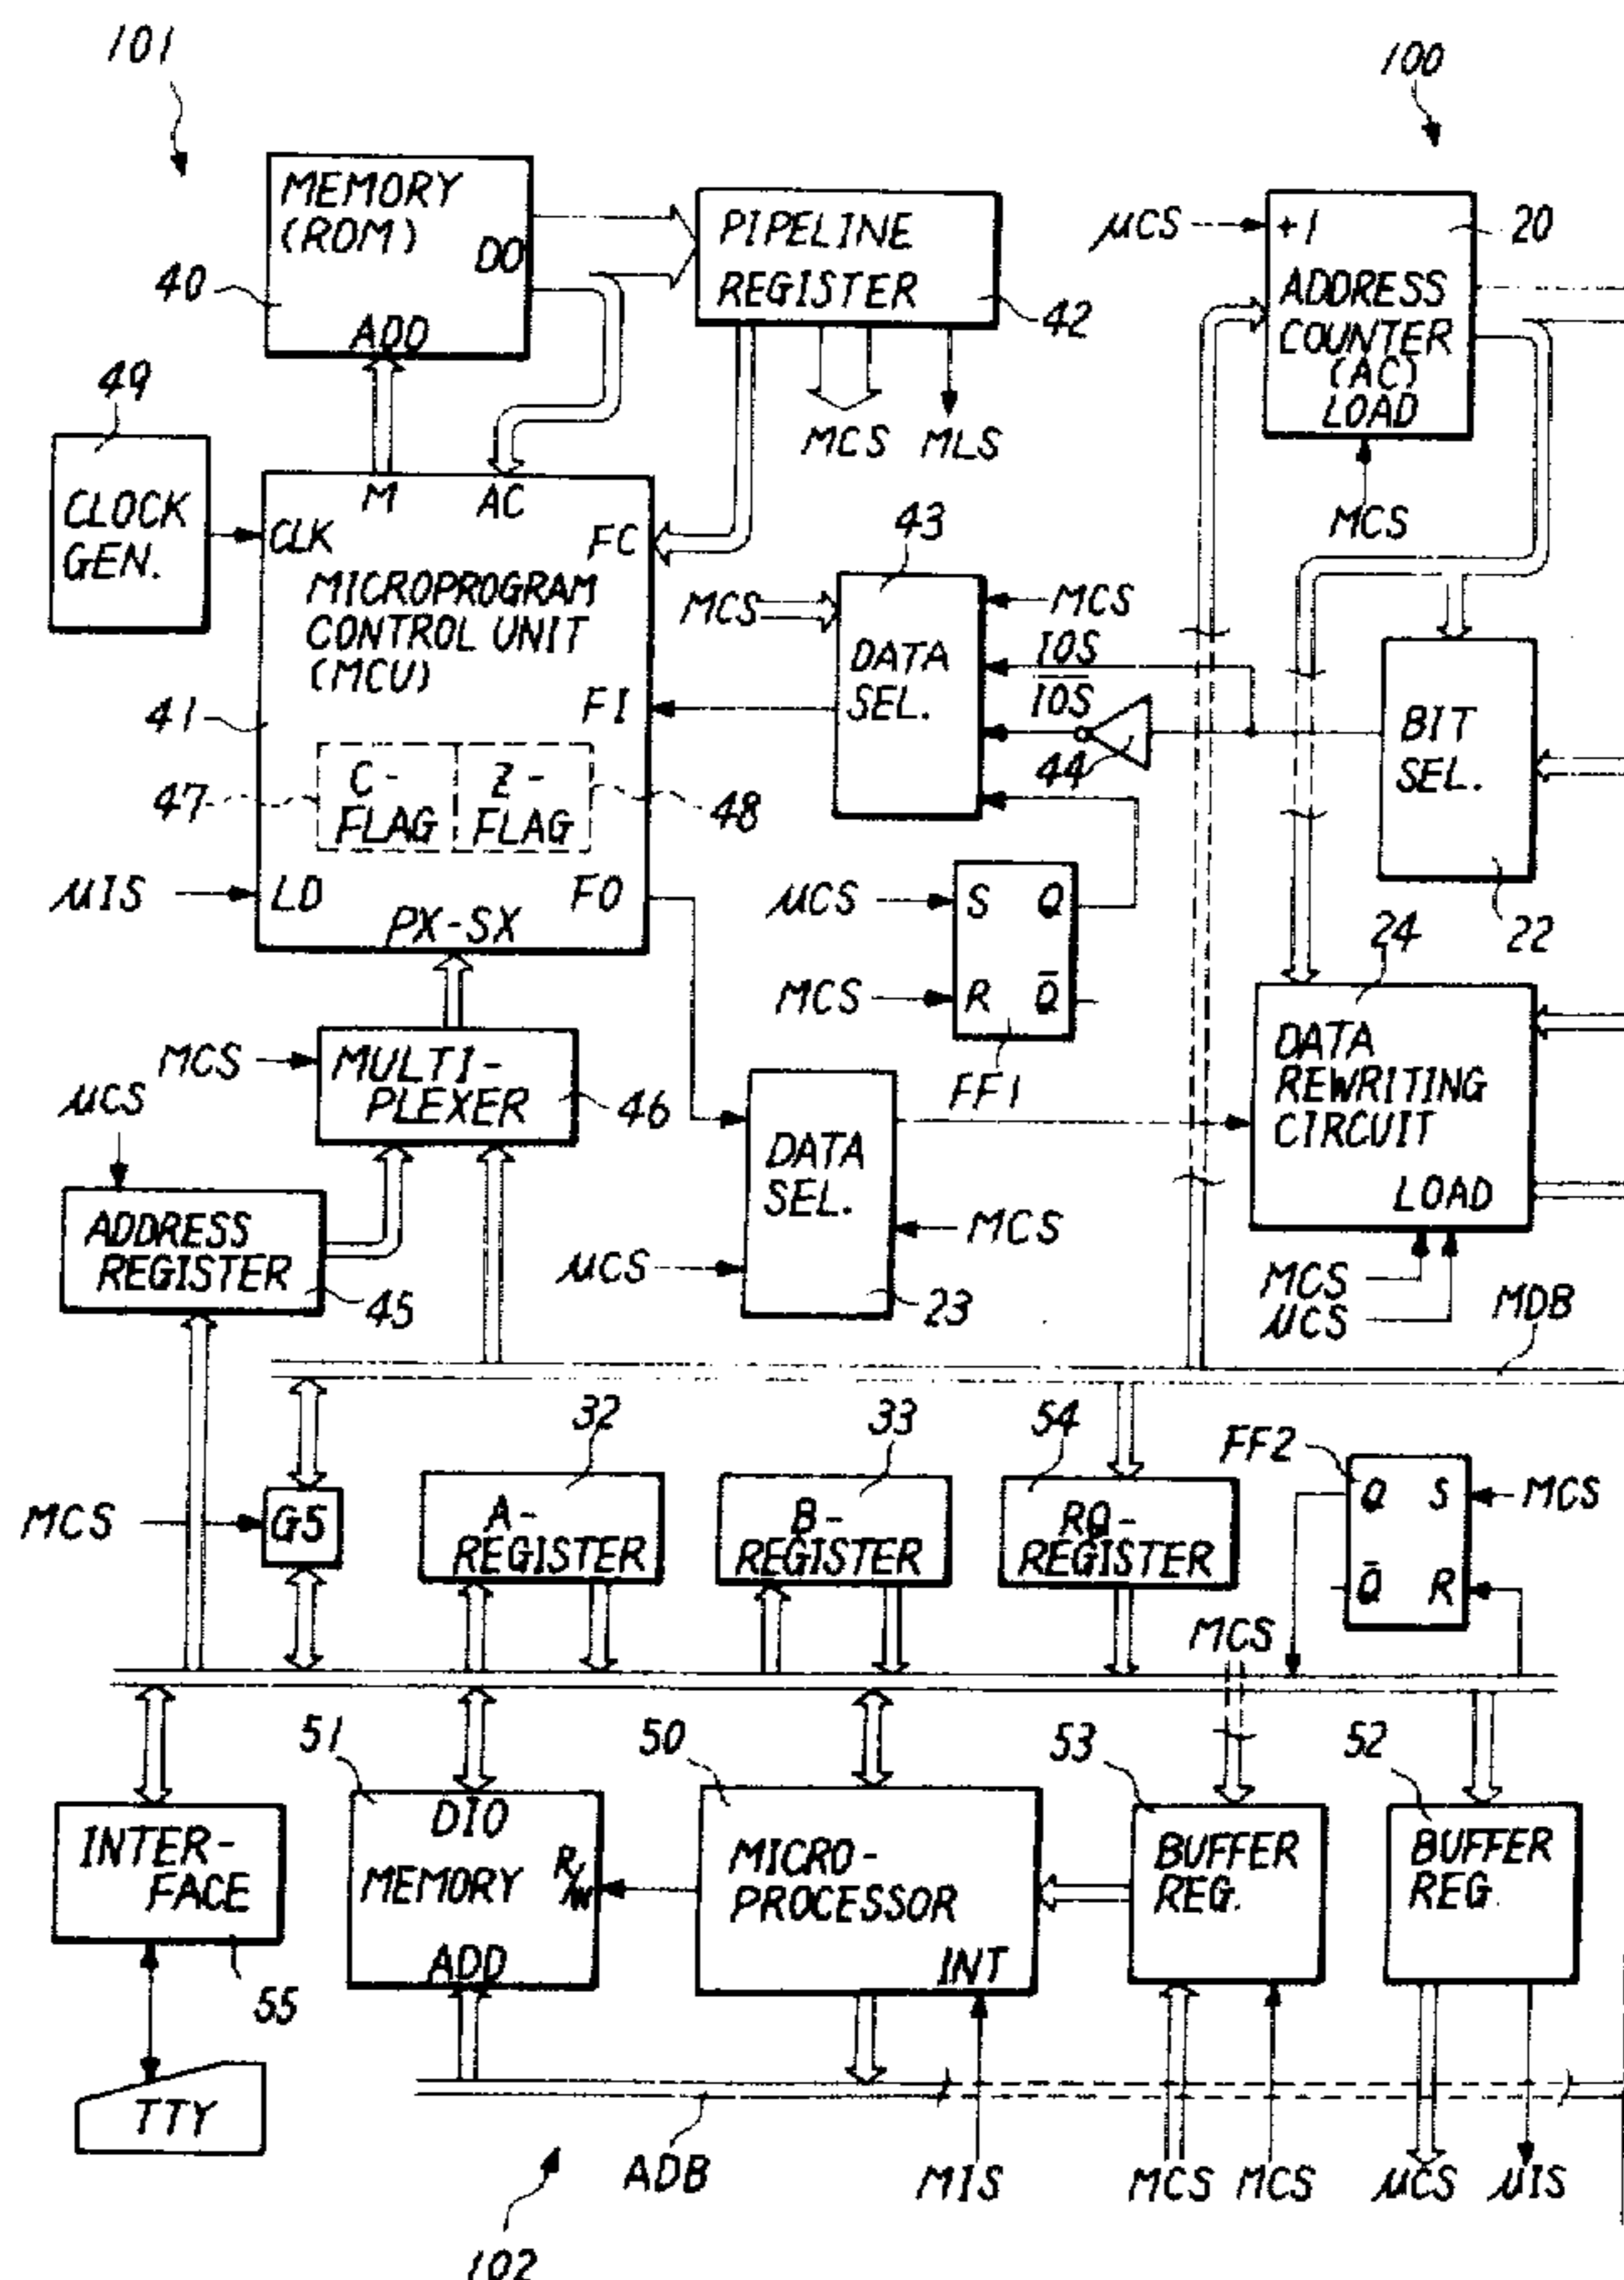 101
100
MEMORY
(ROM)
DO
ADD
40
PIPELINE
REGISTER
42
MCS
MLS
μCS
+1
20
ADDRESS
COUNTER
(AC)
LOAD
MCS
49
CLOCK
GEN.
M
AC
CLK
FC
MICROPROGRAM
CONTROL UNIT
(MCU)
41
FI
C-
FLAG
Z-
FLAG
47
48
μIS
LD
FO
PX-SX
43
MCS
MCS
DATA
SEL.
IOS
IOS
44
BIT
SEL.
22
μCS
S
Q
MCS
R
Q̅
FF1
24
DATA
REWRITING
CIRCUIT
LOAD
MCS
μCS
MCS
MULTI-
PLEXER
46
μCS
ADDRESS
REGISTER
45
DATA
SEL.
MCS
μCS
23
MDB
MCS
G5
32
A-
REGISTER
33
B-
REGISTER
54
RQ-
REGISTER
FF2
Q
S
MCS
Q̅
R
MCS
51
50
53
52
INTER-
FACE
55
TTY
DIO
MEMORY
R/W
ADD
MICRO-
PROCESSOR
INT
BUFFER
REG.
BUFFER
REG.
ADB
MIS
MCS
MCS
μCS
μIS
102